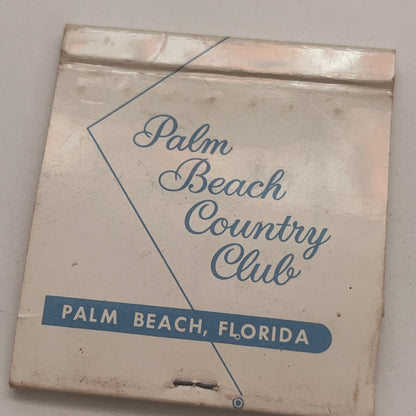 Palm
Beach
Country
Club
PALM BEACH, FLORIDA